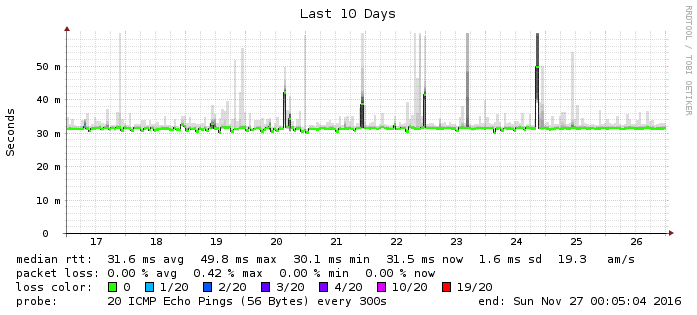 Last 10 Days
RRDTOOL / TOBI OETIKER
Seconds
50 m
40 m
30 m
20 m
10 m
0
17 18 19 20 21 22 23 24 25 26
median rtt: 31.6 ms avg 49.8 ms max 30.1 ms min 31.5 ms now 1.6 ms sd 19.3 am/s
packet loss: 0.00 % avg 0.42 % max 0.00 % min 0.00 % now
loss color: 0 1/20 2/20 3/20 4/20 10/20 19/20
probe: 20 ICMP Echo Pings (56 Bytes) every 300s end: Sun Nov 27 00:05:04 2016